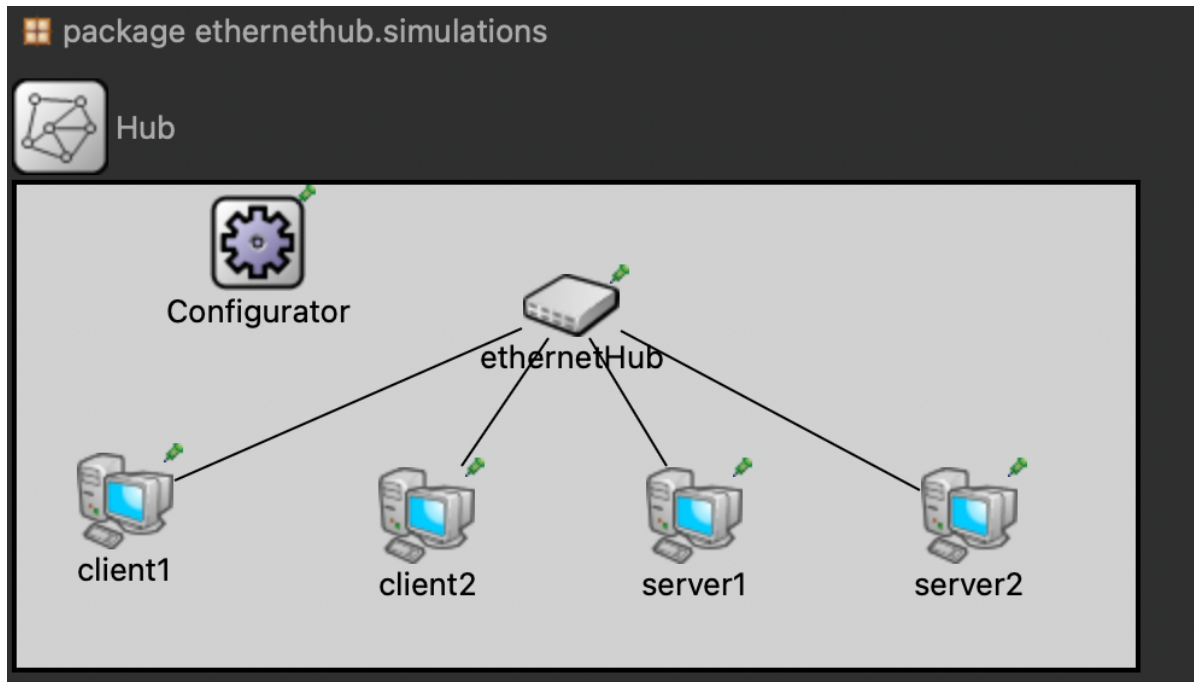 package ethernethub.simulations
Hub
Configurator
ethernetHub
client1
client2
server1
server2